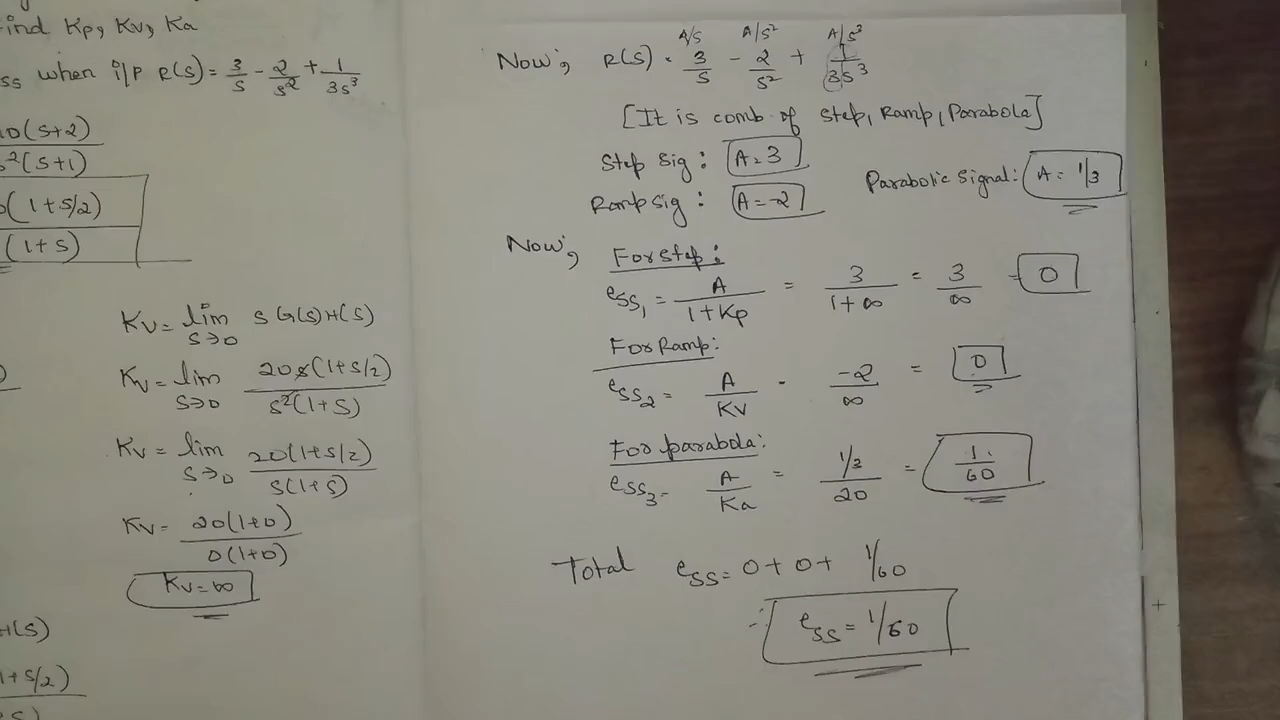 ind Kp, Kv, Ka
ss when i/p R(s) = 3/s - 2/s² + 1/3s³
0(s+2)
s²(s+1)
(1+s/2)
(1+s)
Kv = lim s→0 s G(s) H(s)
Kv = lim s→0 20s(1+s/2) / s²(1+s)
Kv = lim s→0 20(1+s/2) / s(1+s)
Kv = 20(1+0) / 0(1+0)
Kv = ∞
H(s)
1+s/2)
A/s A/s² A/s³
Now, R(s) = 3/s - 2/s² + 1/3s³
[It is comb. of step, Ramp, Parabola]
Step sig : A = 3
Ramp sig : A = -2
Parabolic Signal: A = 1/3
Now,
For step :
ess1 = A / 1+Kp = 3 / 1+∞ = 3/∞ = 0
For Ramp:
ess2 = A/Kv = -2/∞ = 0
For parabola:
ess3 = A/Ka = 1/3 / 20 = 1/60
Total ess = 0 + 0 + 1/60
∴ ess = 1/60